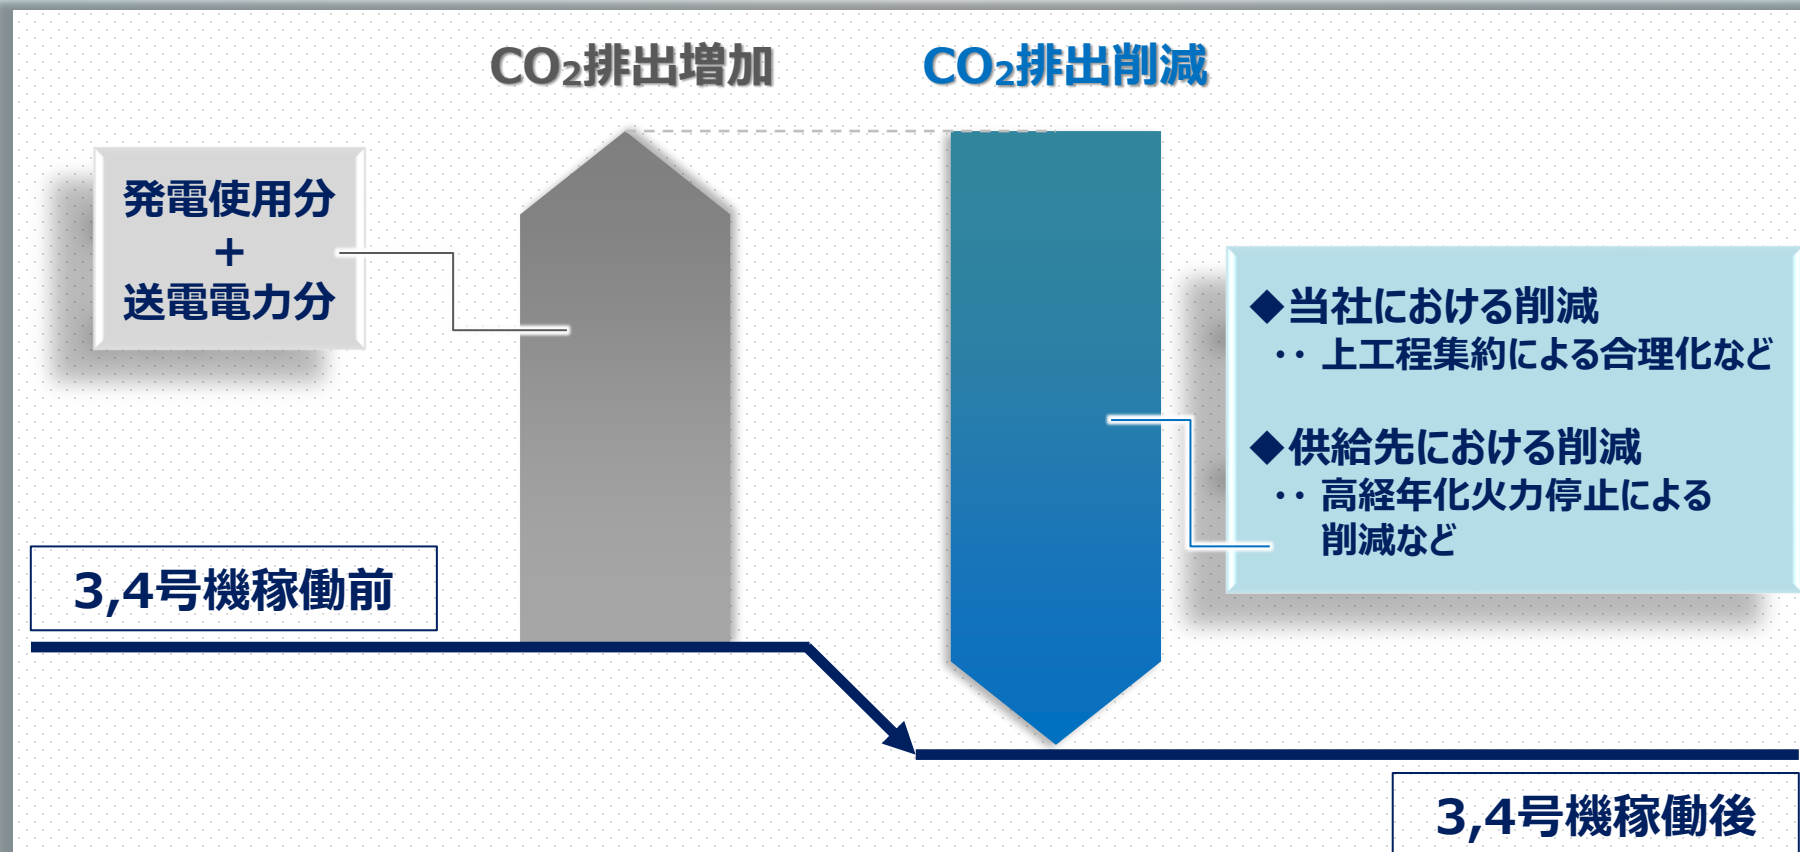 CO₂排出増加
CO₂排出削減
発電使用分
+
送電電力分
◆当社における削減
‥ 上工程集約による合理化など
◆供給先における削減
‥ 高経年化火力停止による
削減など
3,4号機稼働前
3,4号機稼働後